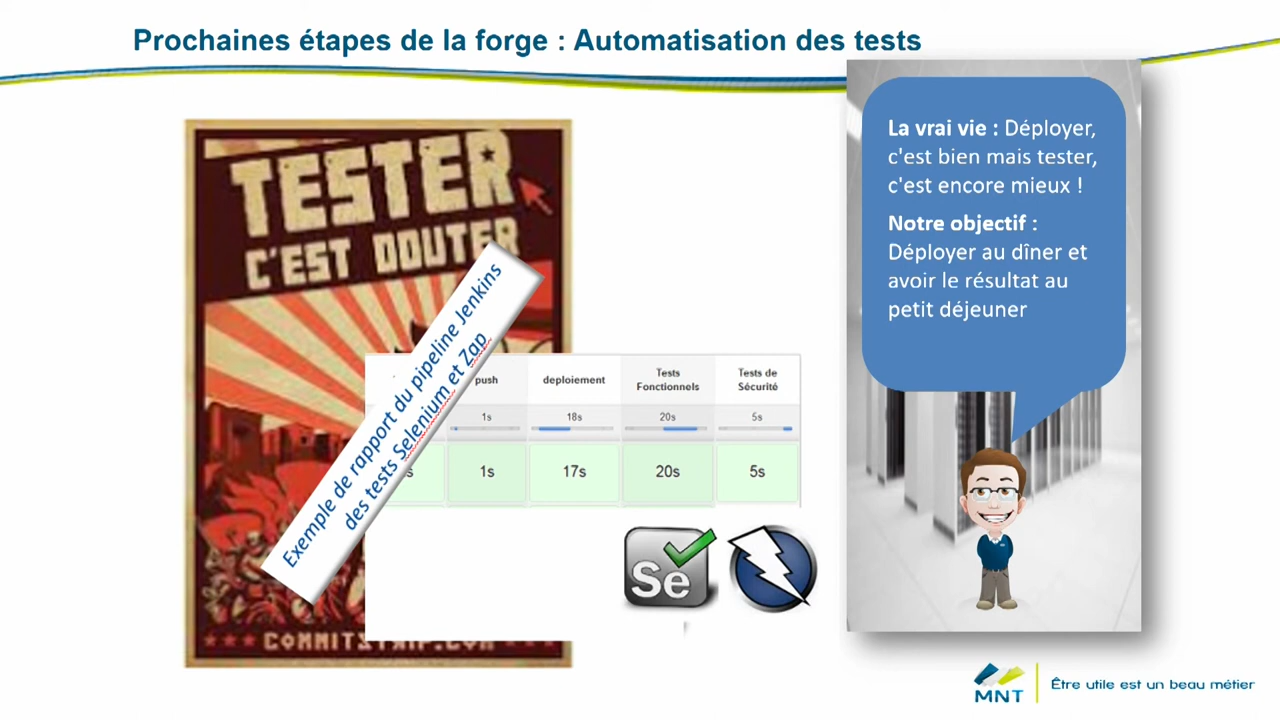 Prochaines étapes de la forge : Automatisation des tests
TESTER
C'EST DOUTER
COMMITSTRIP.COM
Exemple de rapport du pipeline Jenkins
des tests Selenium et Zap
push
deploiement
Tests
Fonctionnels
Tests de
Sécurité
1s
18s
20s
5s
s
1s
17s
20s
5s
Se
La vrai vie : Déployer,
c'est bien mais tester,
c'est encore mieux !
Notre objectif :
Déployer au dîner et
avoir le résultat au
petit déjeuner
MNT
Être utile est un beau métier